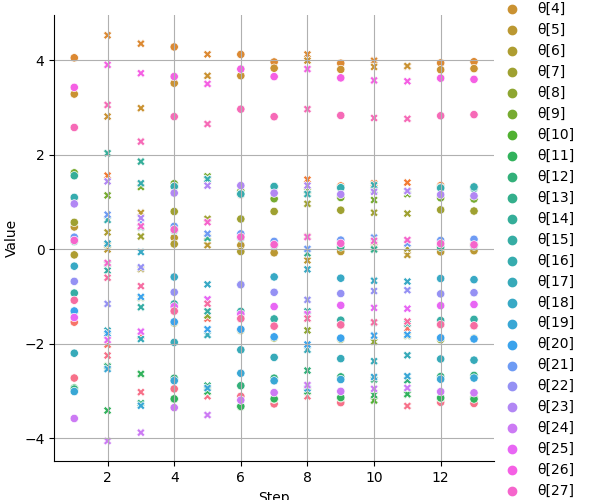 4
2
0
−2
−4
Value
2
4
6
8
10
12
Step
θ[4]
θ[5]
θ[6]
θ[7]
θ[8]
θ[9]
θ[10]
θ[11]
θ[12]
θ[13]
θ[14]
θ[15]
θ[16]
θ[17]
θ[18]
θ[19]
θ[20]
θ[21]
θ[22]
θ[23]
θ[24]
θ[25]
θ[26]
θ[27]